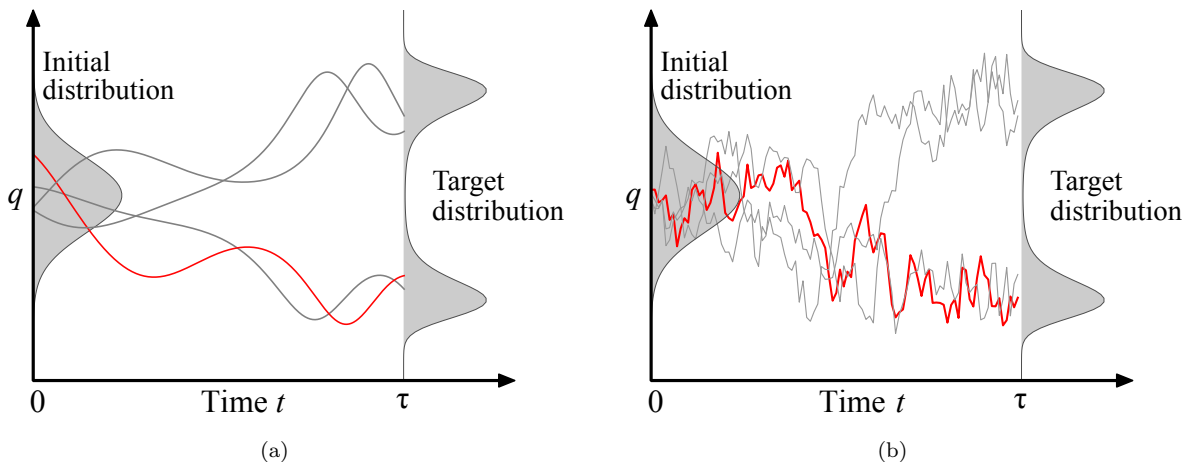 Initial
distribution
q
Target
distribution
0
Time t
τ
(a)
Initial
distribution
q
Target
distribution
0
Time t
τ
(b)